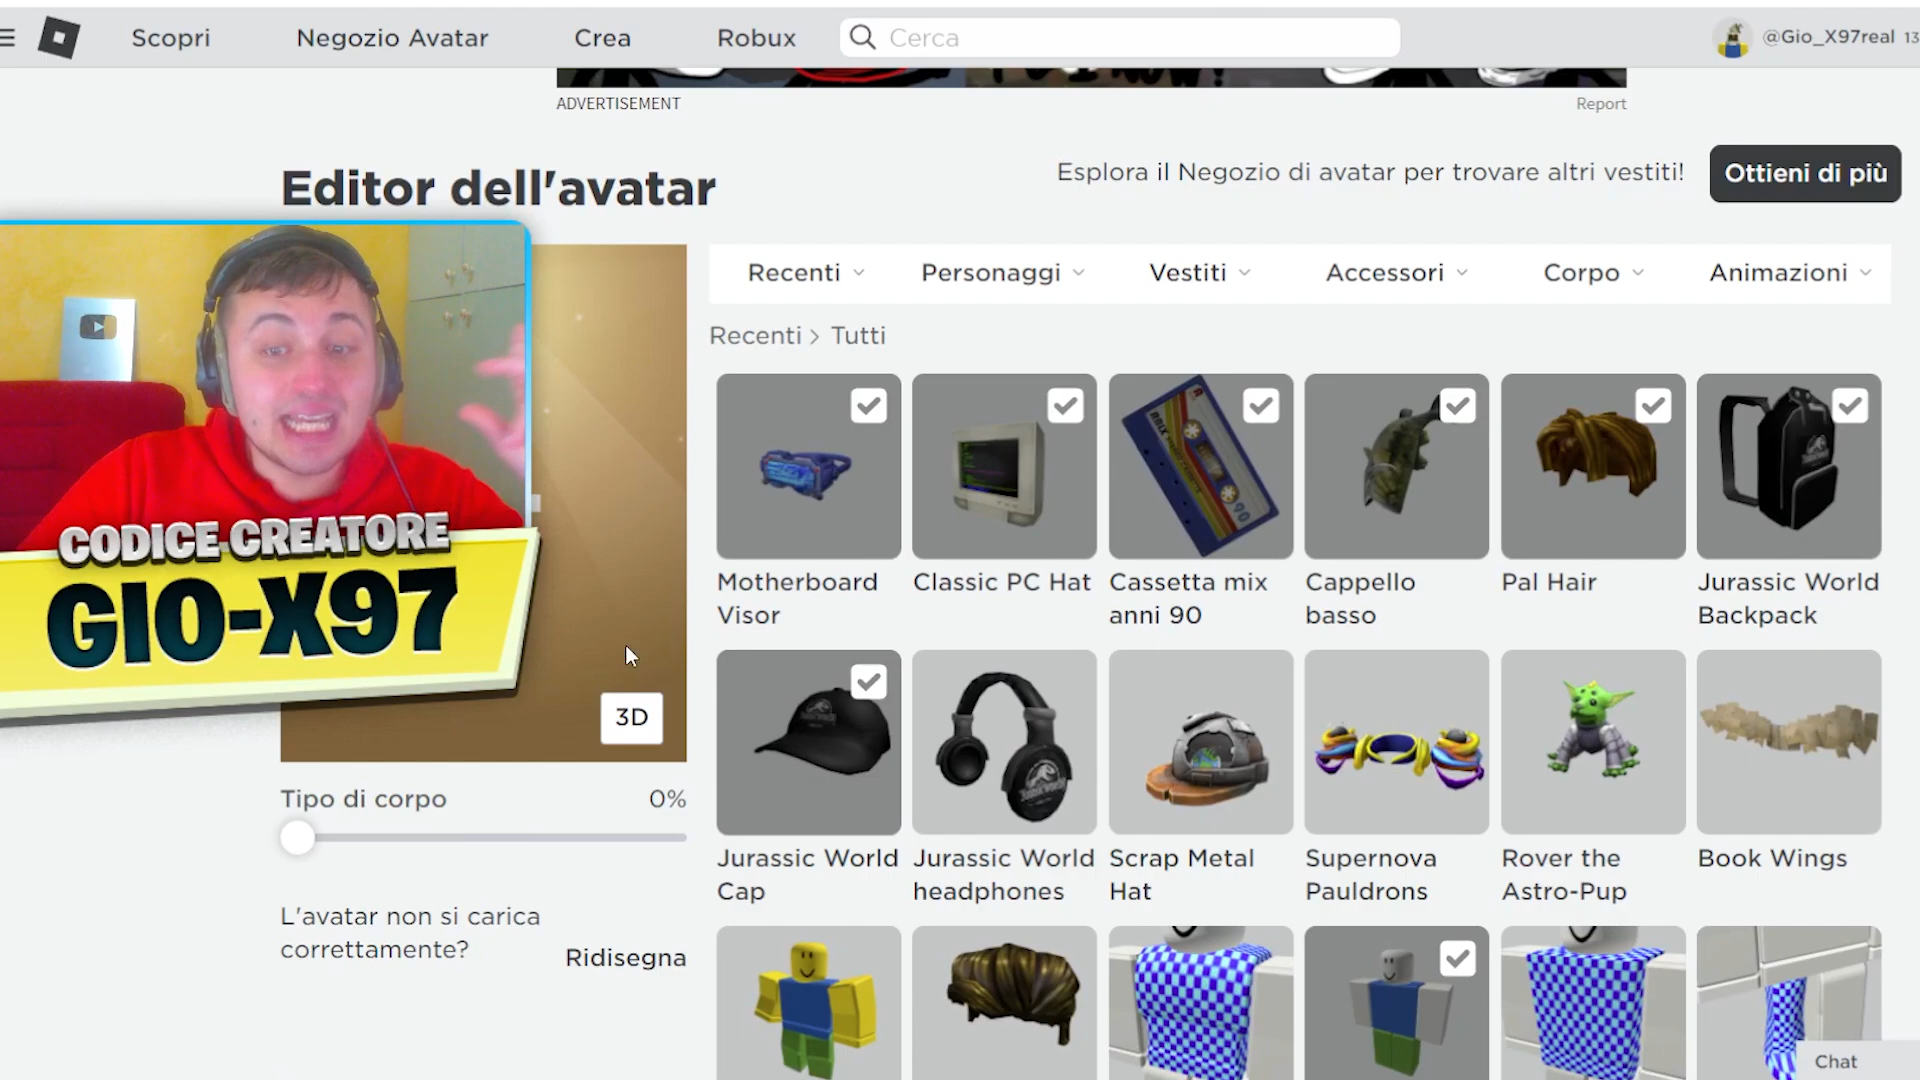 Scopri
Negozio Avatar
Crea
Robux
Cerca
@Gio_X97real 13
ADVERTISEMENT
Report
Editor dell'avatar
Esplora il Negozio di avatar per trovare altri vestiti!
Ottieni di più
Recenti
Personaggi
Vestiti
Accessori
Corpo
Animazioni
Recenti > Tutti
CODICE CREATORE
GIO-X97
3D
Tipo di corpo
0%
L'avatar non si carica
correttamente?
Ridisegna
Motherboard
Visor
Classic PC Hat
Cassetta mix
anni 90
Cappello
basso
Pal Hair
Jurassic World
Backpack
Jurassic World
Cap
Jurassic World
headphones
Scrap Metal
Hat
Supernova
Pauldrons
Rover the
Astro-Pup
Book Wings
Chat